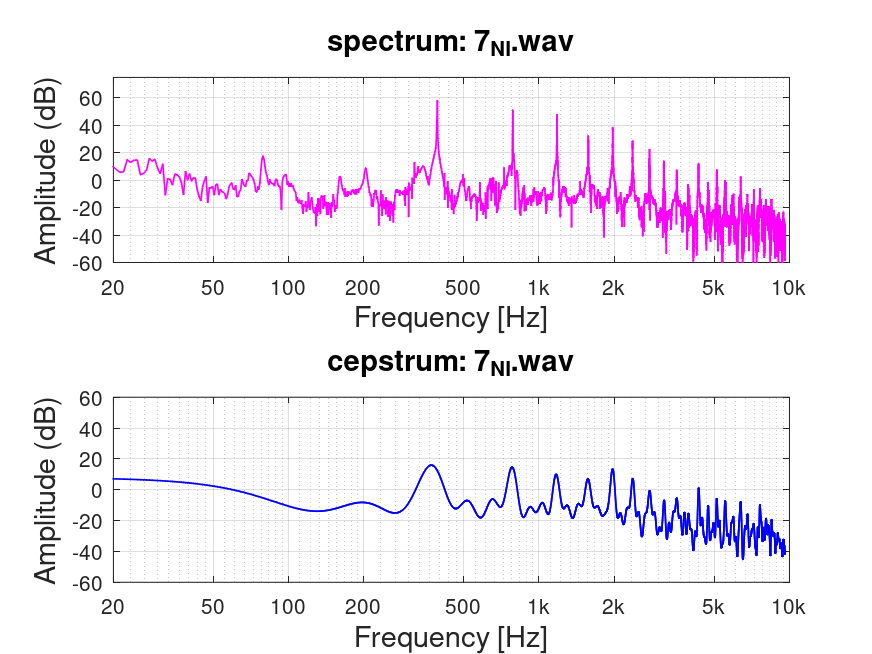 spectrum: 7NI.wav
Amplitude (dB)
60
40
20
0
-20
-40
-60
20 50 100 200 500 1k 2k 5k 10k
Frequency [Hz]
cepstrum: 7NI.wav
Amplitude (dB)
60
40
20
0
-20
-40
-60
20 50 100 200 500 1k 2k 5k 10k
Frequency [Hz]